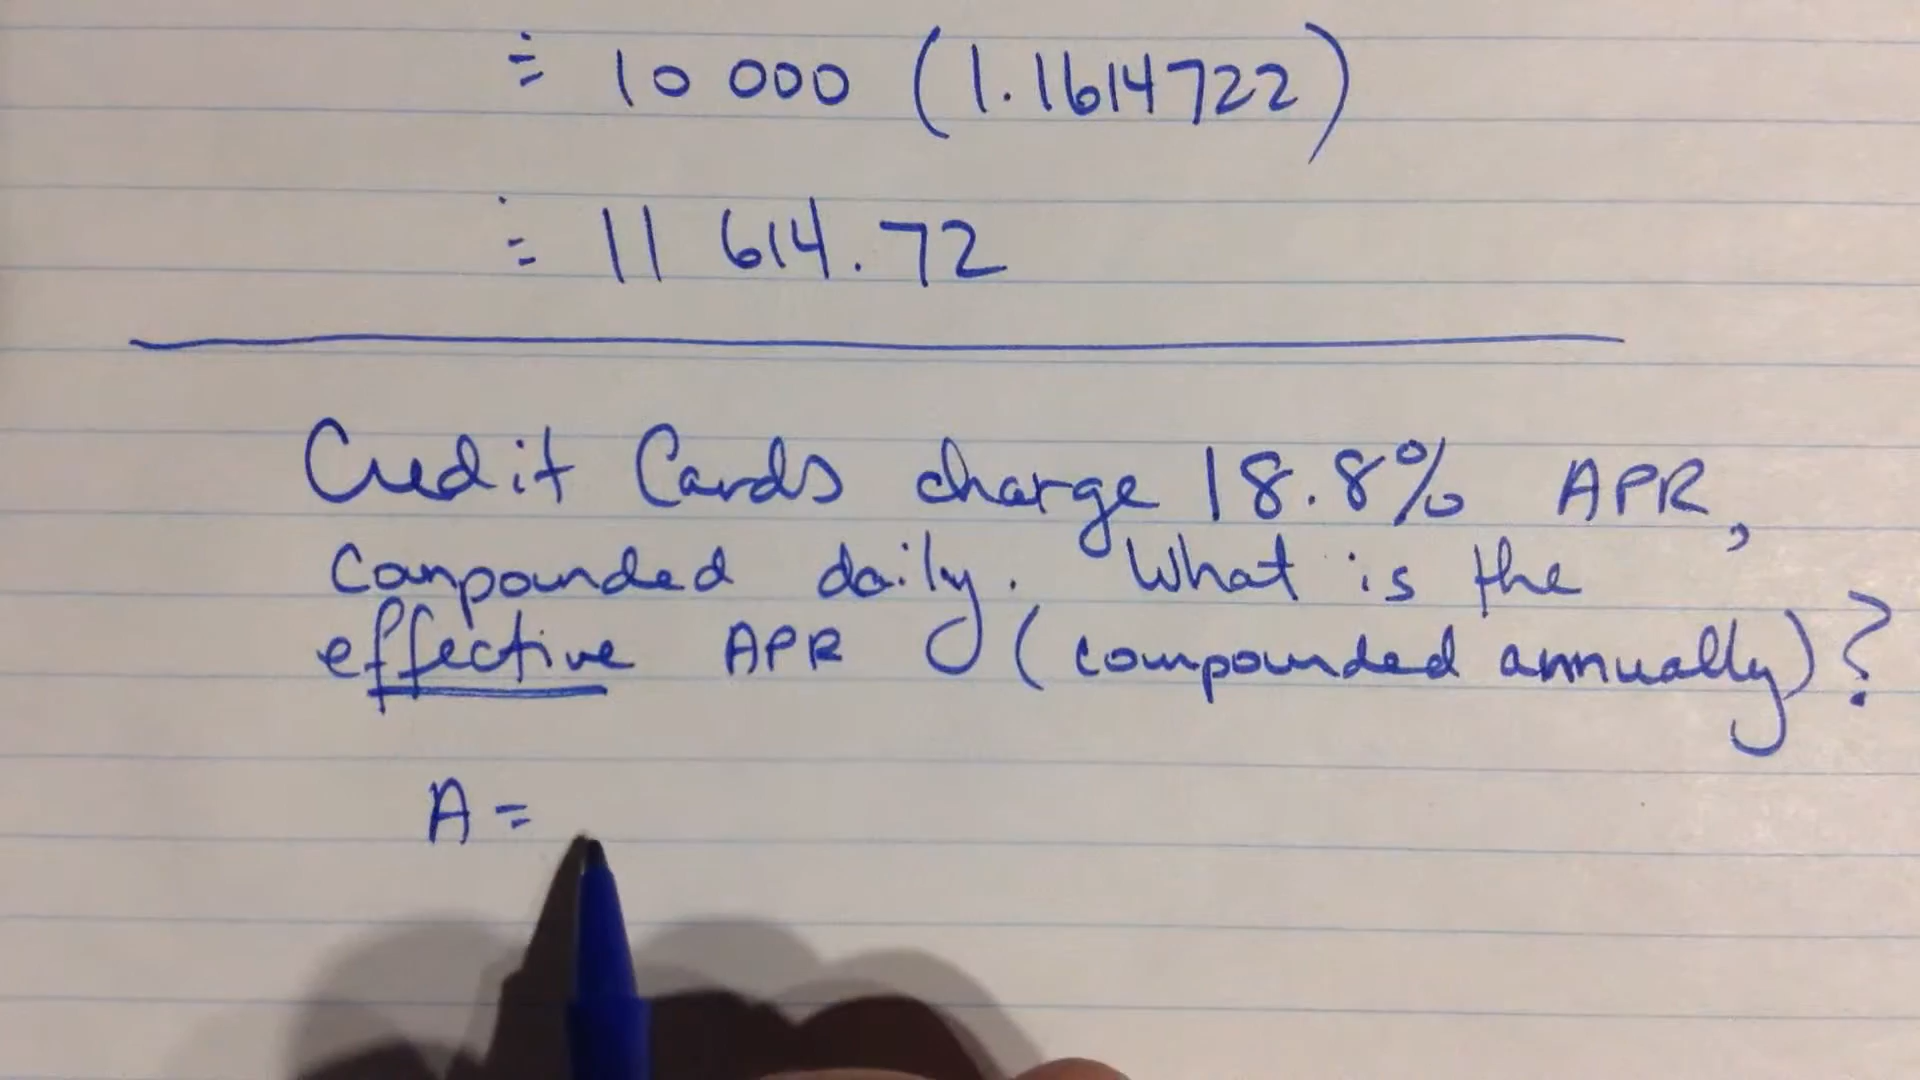 ≐ 10 000 (1.1614722)
≐ 11 614.72
Credit Cards charge 18.8% APR,
compounded daily. What is the
effective APR (compounded annually)?
A =